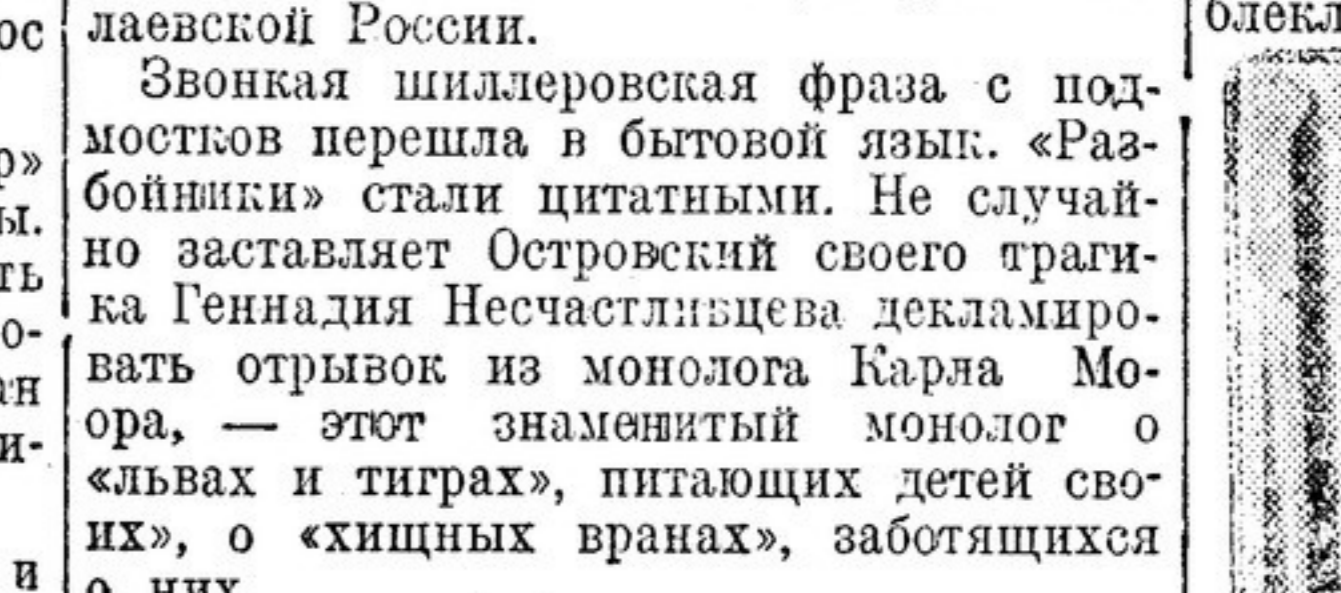 лаевской России.
Звонкая шиллеровская фраза с под-
мостков перешла в бытовой язык. «Раз-
бойники» стали цитатными. Не случай-
но заставляет Островский своего траги-
ка Геннадия Несчастливцева декламиро-
вать отрывок из монолога Карла Мо-
ора, — этот знаменитый монолог о
«львах и тиграх», питающих детей сво-
их», о «хищных вранах», заботящихся
о них